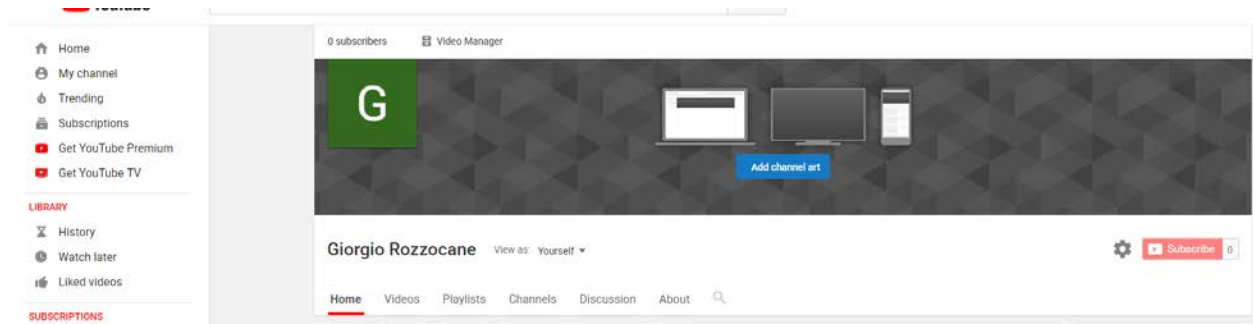 0 subscribers Video Manager
Home
My channel
Trending
Subscriptions
Get YouTube Premium
Get YouTube TV
LIBRARY
History
Watch later
Liked videos
SUBSCRIPTIONS
G
Add channel art
Giorgio Rozzocane View as: Yourself
Subscribe 0
Home Videos Playlists Channels Discussion About